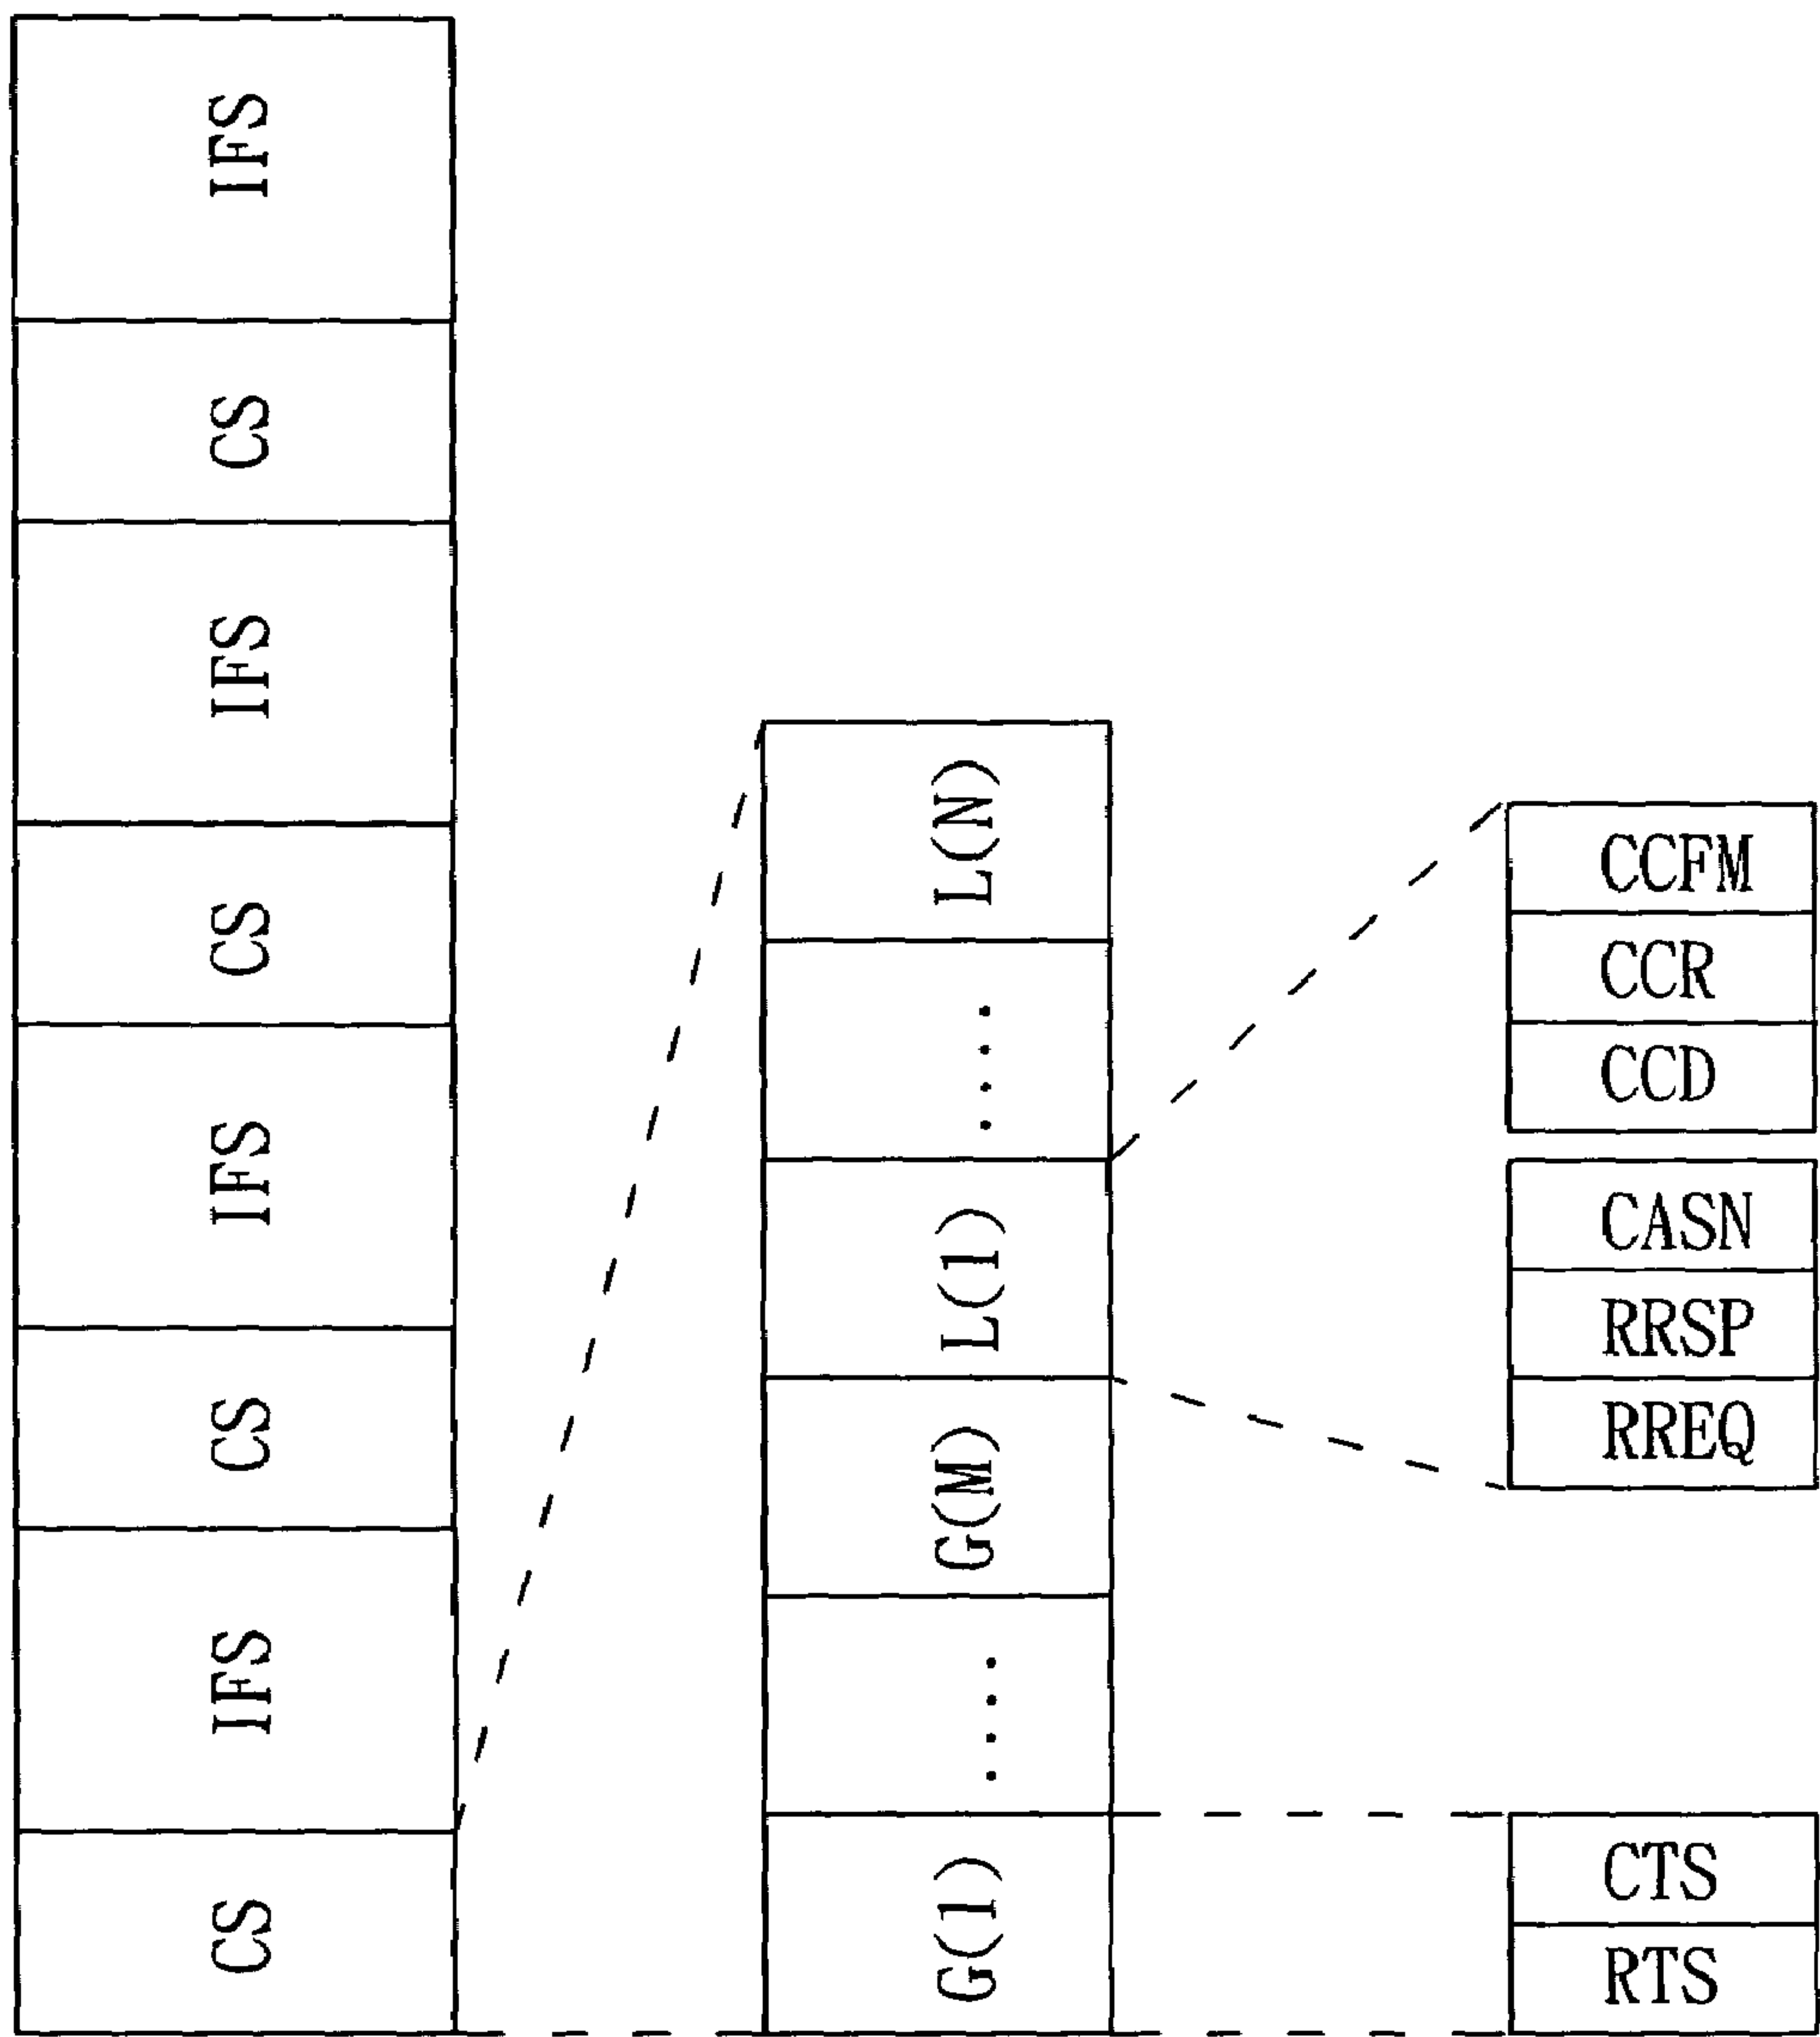 IFS
CS
IFS
CS
IFS
CS
IFS
CS
L(N)
....
L(1)
G(M)
....
G(1)
CCFM
CCR
CCD
CASN
RRSP
RREQ
CTS
RTS